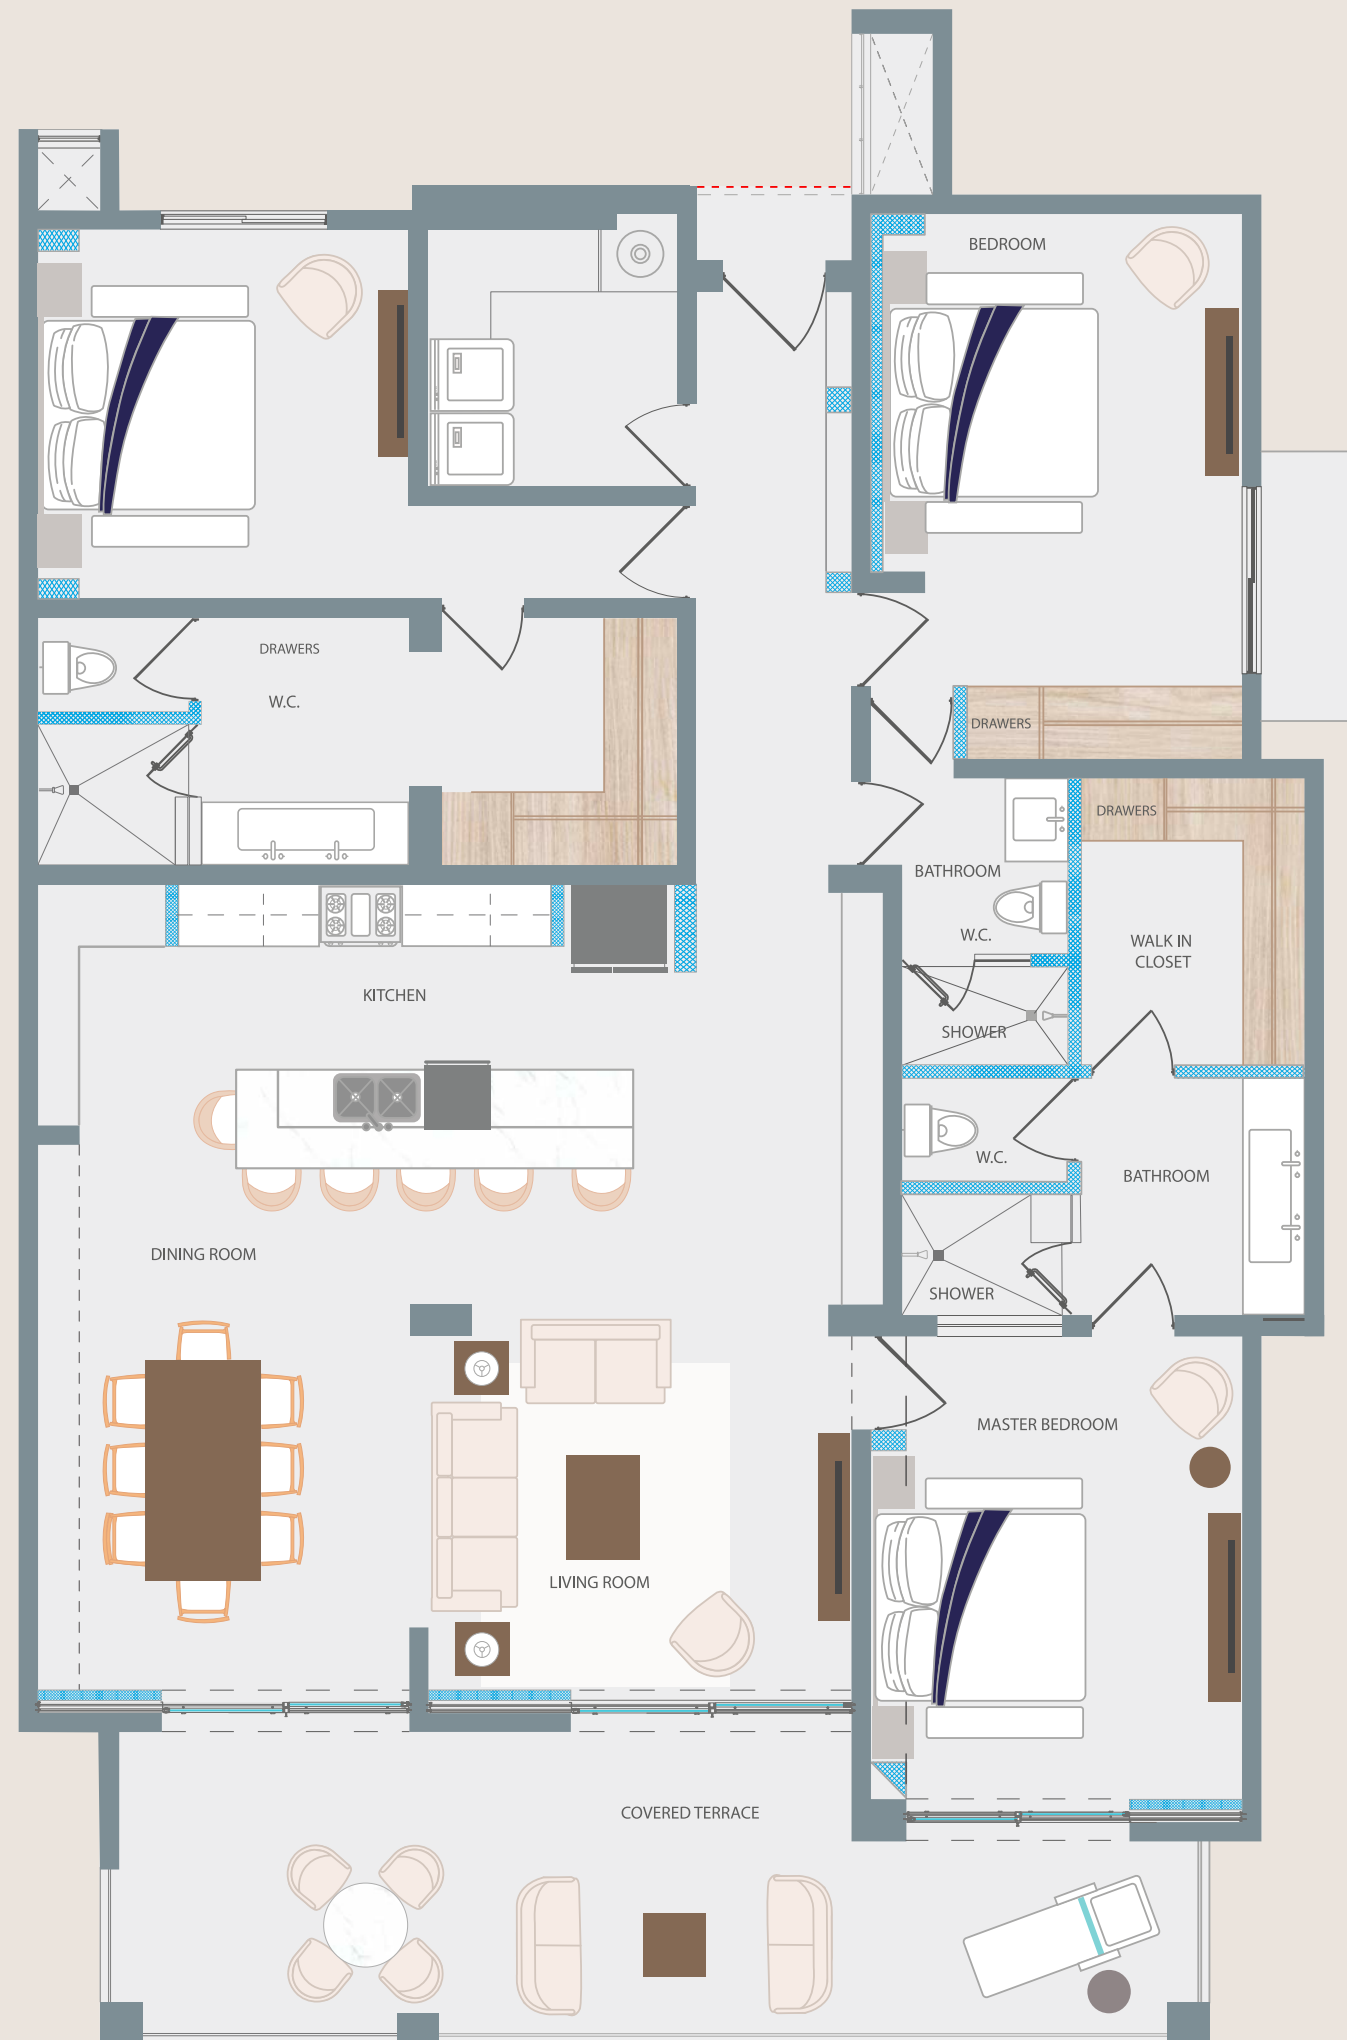 BEDROOM
DRAWERS
W.C.
DRAWERS
DRAWERS
BATHROOM
W.C.
WALK IN
CLOSET
KITCHEN
SHOWER
W.C.
BATHROOM
DINING ROOM
SHOWER
MASTER BEDROOM
LIVING ROOM
COVERED TERRACE